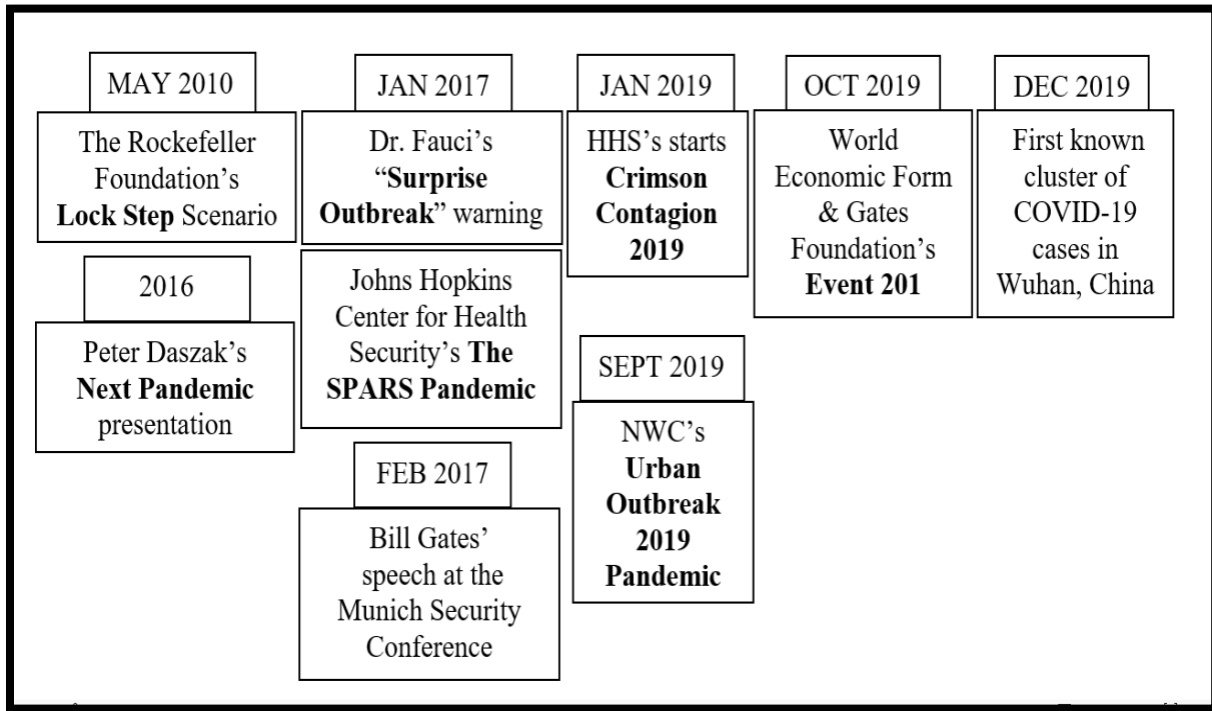 MAY 2010
The Rockefeller
Foundation’s
Lock Step Scenario
2016
Peter Daszak’s
Next Pandemic
presentation
JAN 2017
Dr. Fauci’s
“Surprise
Outbreak” warning
Johns Hopkins
Center for Health
Security’s The
SPARS Pandemic
FEB 2017
Bill Gates’
speech at the
Munich Security
Conference
JAN 2019
HHS’s starts
Crimson
Contagion
2019
SEPT 2019
NWC’s
Urban
Outbreak
2019
Pandemic
OCT 2019
World
Economic Form
& Gates
Foundation’s
Event 201
DEC 2019
First known
cluster of
COVID-19
cases in
Wuhan, China